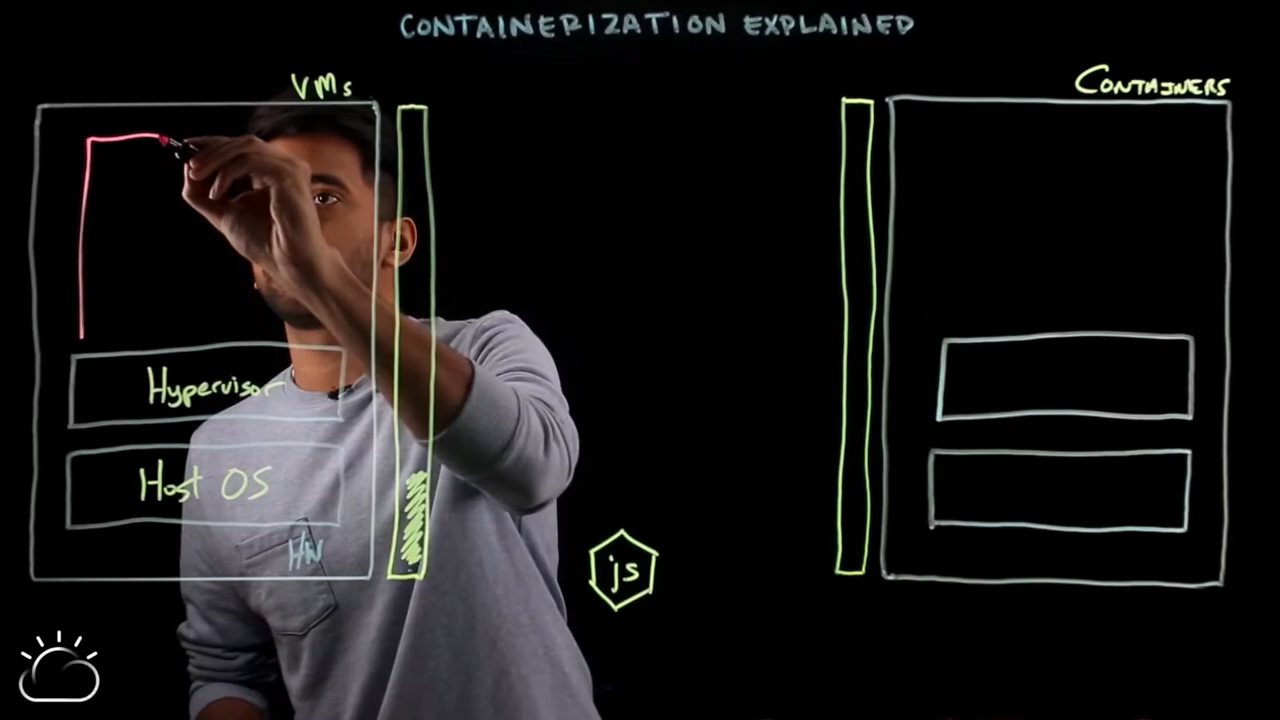 CONTAINERIZATION EXPLAINED
VMs
CONTAINERS
Hypervisor
Host OS
HW
js